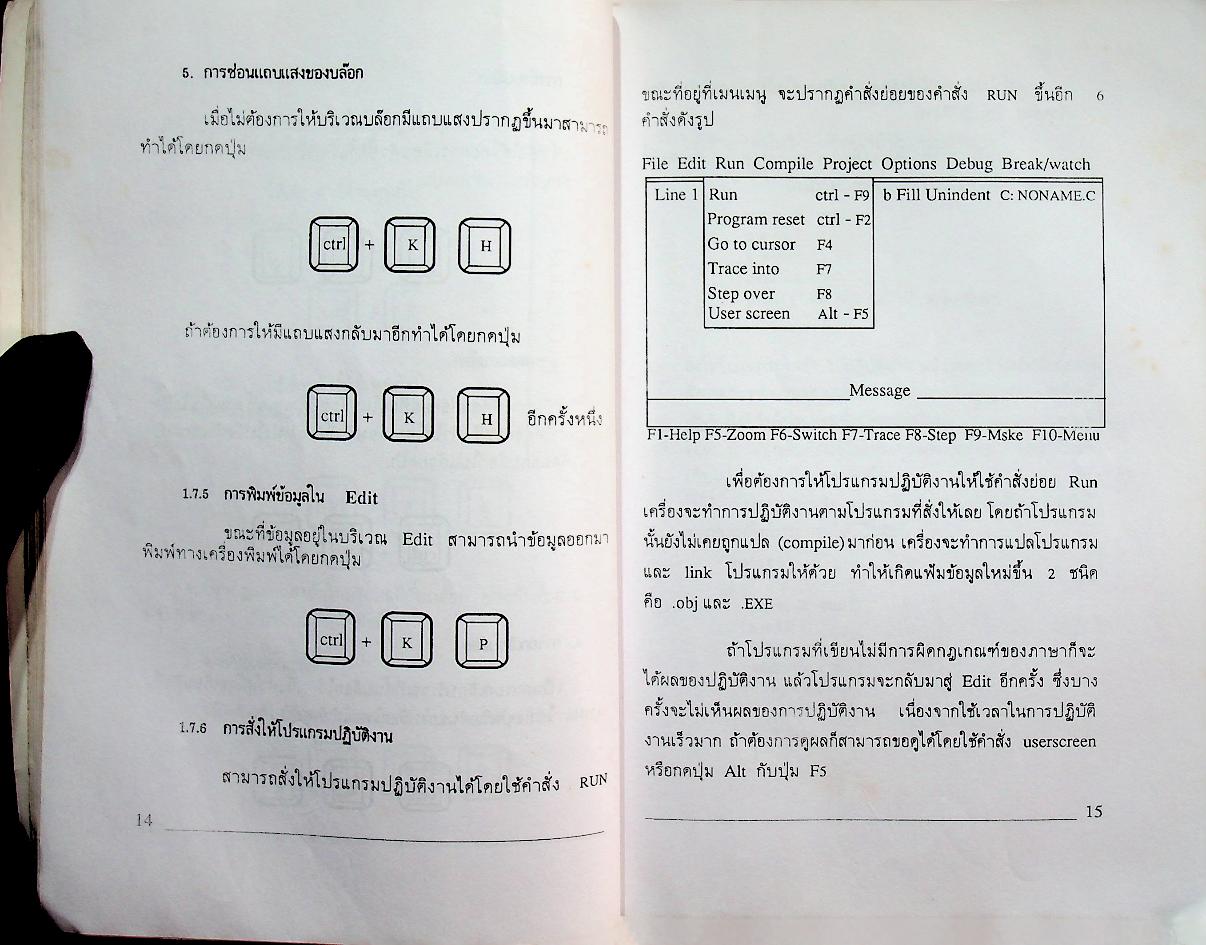 5. การซ่อนแถบแสงของบล๊อก
เมื่อไม่ต้องการให้บริเวณบล๊อกมีแถบแสงปรากฏขึ้นมาสามารถ
ทำได้โดยกดปุ่ม
ctrl + K H
ถ้าต้องการให้มีแถบแสงกลับมาอีกทำได้โดยกดปุ่ม
ctrl + K H อีกครั้งหนึ่ง
1.7.5 การพิมพ์ข้อมูลใน Edit
ขณะที่ข้อมูลอยู่ในบริเวณ Edit สามารถนำข้อมูลออกมา
พิมพ์ทางเครื่องพิมพ์ได้โดยกดปุ่ม
ctrl + K P
1.7.6 การสั่งให้โปรแกรมปฏิบัติงาน
สามารถสั่งให้โปรแกรมปฏิบัติงานได้โดยใช้คำสั่ง RUN
14
ขณะที่อยู่ที่เมนเมนู จะปรากฏคำสั่งย่อยของคำสั่ง RUN ขึ้นอีก 6
คำสั่งดังรูป
File Edit Run Compile Project Options Debug Break/watch
Line 1 Run ctrl - F9 b Fill Unindent C: NONAME.C
Program reset ctrl - F2
Go to cursor F4
Trace into F7
Step over F8
User screen Alt - F5
Message
F1-Help F5-Zoom F6-Switch F7-Trace F8-Step F9-Mske F10-Menu
เพื่อต้องการให้โปรแกรมปฏิบัติงานให้ใช้คำสั่งย่อย Run
เครื่องจะทำการปฏิบัติงานตามโปรแกรมที่สั่งให้เลย โดยถ้าโปรแกรม
นั้นยังไม่เคยถูกแปล (compile) มาก่อน เครื่องจะทำการแปลโปรแกรม
และ link โปรแกรมให้ด้วย ทำให้เกิดแฟ้มข้อมูลใหม่ขึ้น 2 ชนิด
คือ .obj และ .EXE
ถ้าโปรแกรมที่เขียนไม่มีการผิดกฎเกณฑ์ของภาษาก็จะ
ได้ผลของปฏิบัติงาน แล้วโปรแกรมจะกลับมาสู่ Edit อีกครั้ง ซึ่งบาง
ครั้งจะไม่เห็นผลของการปฏิบัติงาน เนื่องจากใช้เวลาในการปฏิบัติ
งานเร็วมาก ถ้าต้องการดูผลก็สามารถขอดูได้โดยใช้คำสั่ง userscreen
หรือกดปุ่ม Alt กับปุ่ม F5
15